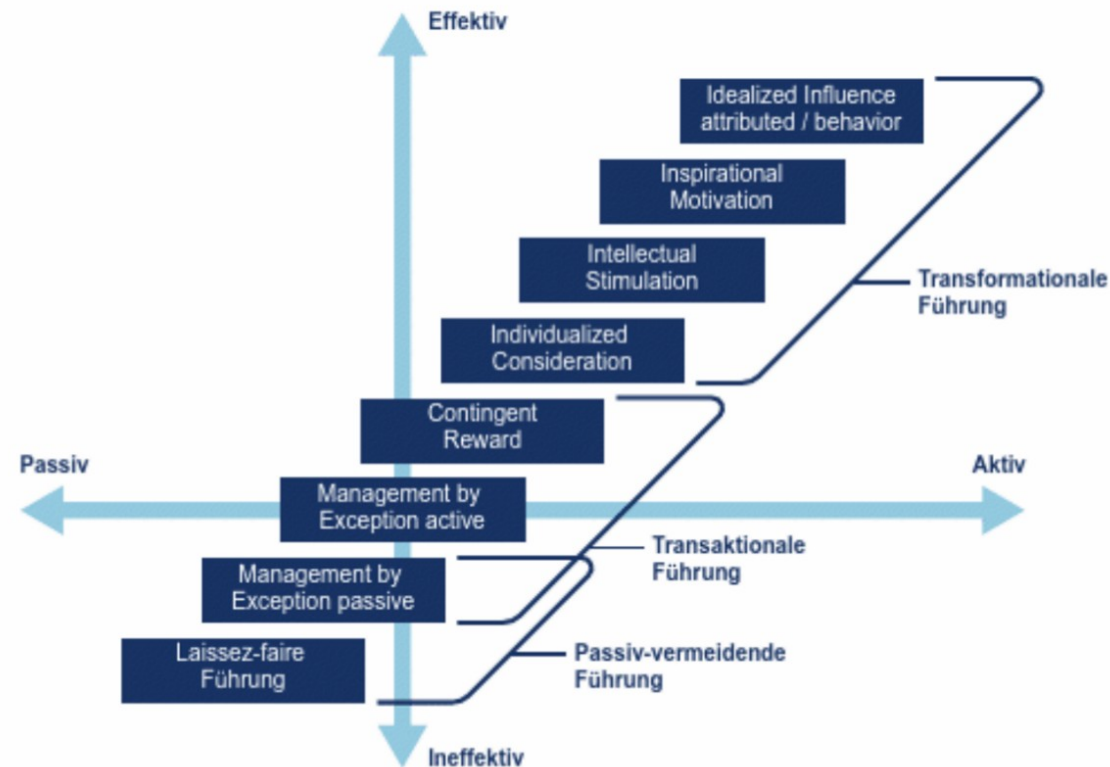 Effektiv
Idealized Influence
attributed / behavior
Inspirational
Motivation
Intellectual
Stimulation
Transformationale
Führung
Individualized
Consideration
Contingent
Reward
Passiv
Aktiv
Management by
Exception active
Transaktionale
Führung
Management by
Exception passive
Laissez-faire
Führung
Passiv-vermeidende
Führung
Ineffektiv